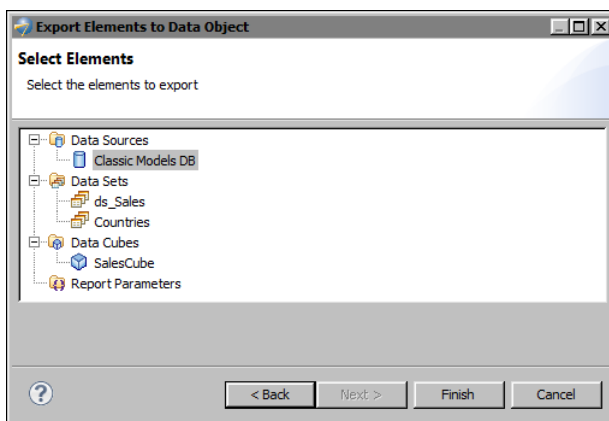 Export Elements to Data Object
Select Elements
Select the elements to export
Data Sources
Classic Models DB
Data Sets
ds_Sales
Countries
Data Cubes
SalesCube
Report Parameters
? < Back Next > Finish Cancel